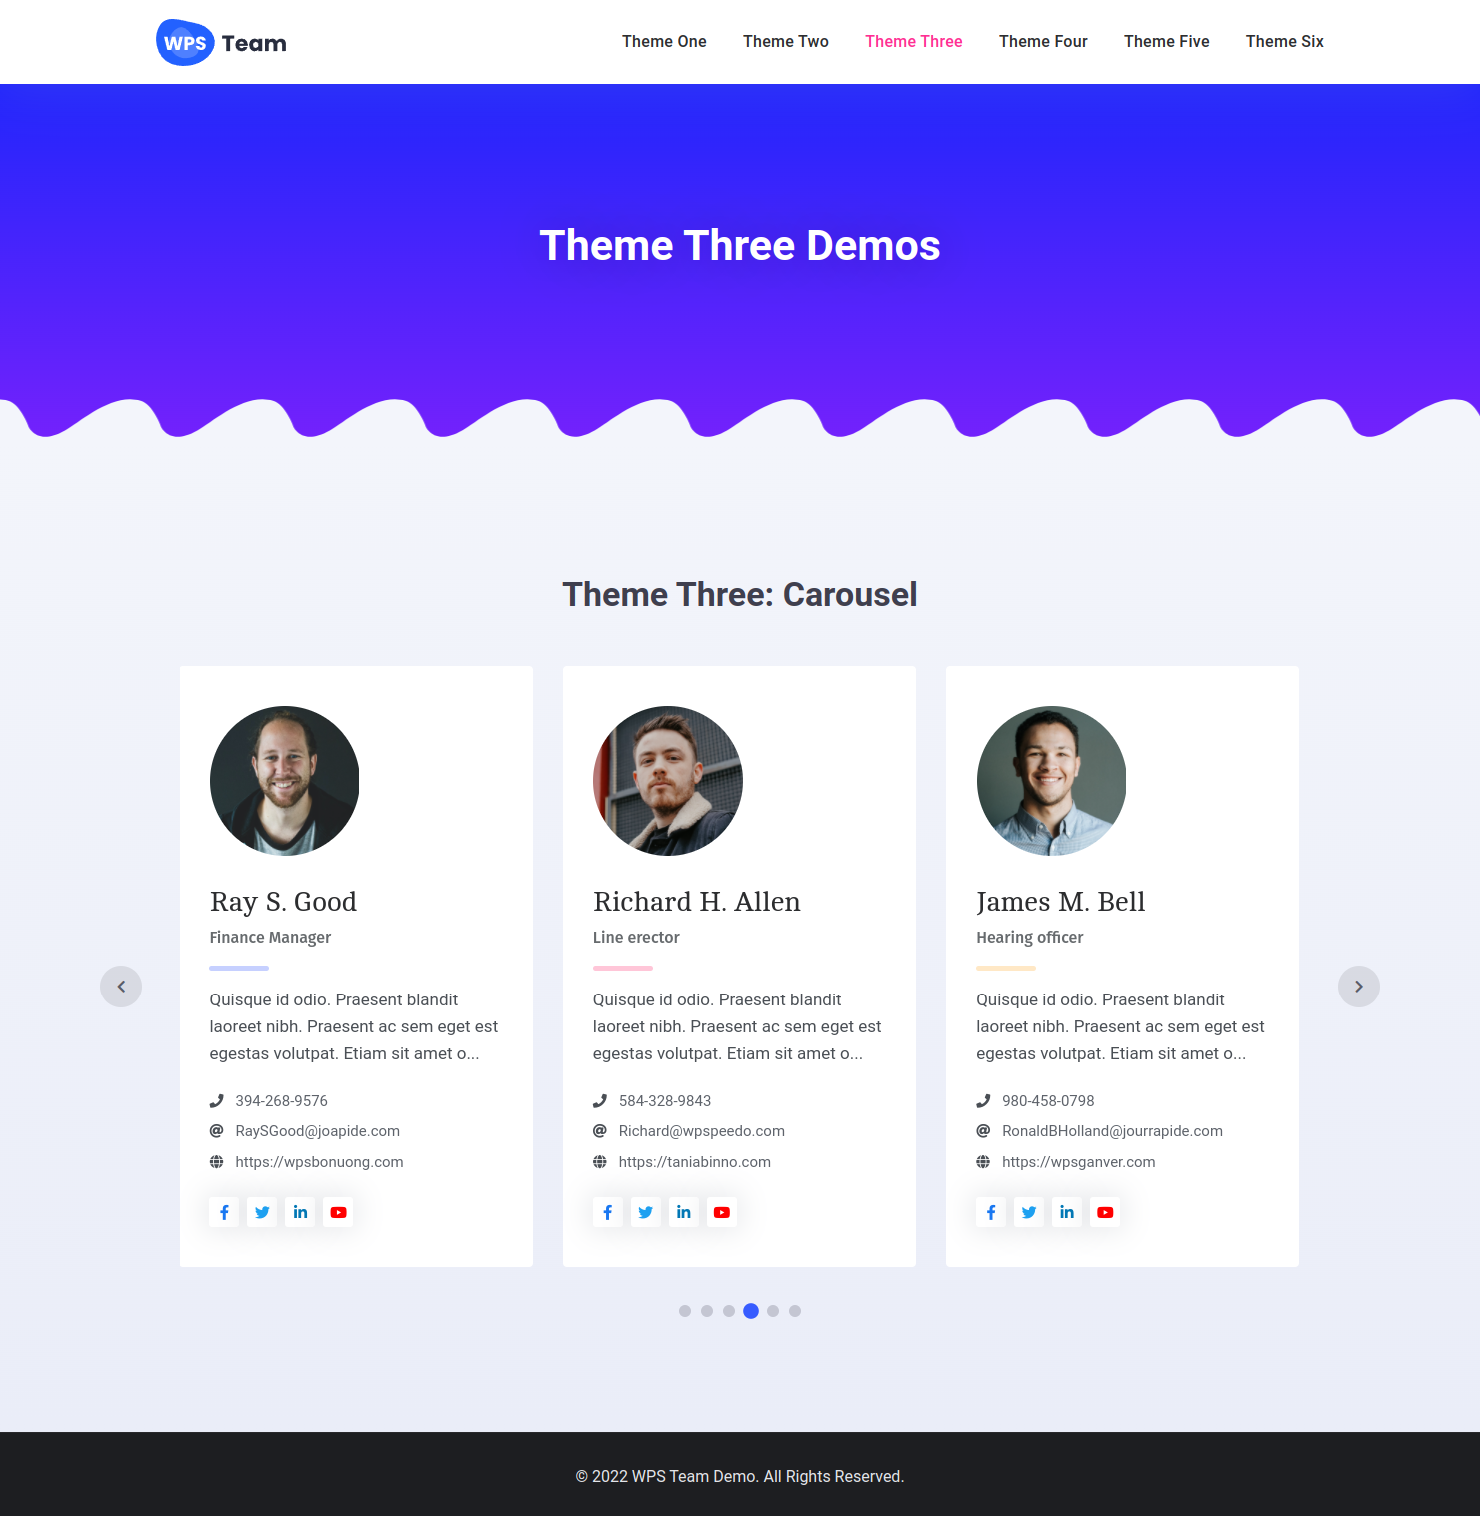 WPS Team
Theme One
Theme Two
Theme Three
Theme Four
Theme Five
Theme Six
Theme Three Demos
Theme Three: Carousel
Ray S. Good
Finance Manager
Quisque id odio. Praesent blandit
laoreet nibh. Praesent ac sem eget est
egestas volutpat. Etiam sit amet o...
394-268-9576
RaySGood@joapide.com
https://wpsbonuong.com
Richard H. Allen
Line erector
Quisque id odio. Praesent blandit
laoreet nibh. Praesent ac sem eget est
egestas volutpat. Etiam sit amet o...
584-328-9843
Richard@wpspeedo.com
https://taniabinno.com
James M. Bell
Hearing officer
Quisque id odio. Praesent blandit
laoreet nibh. Praesent ac sem eget est
egestas volutpat. Etiam sit amet o...
980-458-0798
RonaldBHolland@jourrapide.com
https://wpsganver.com
© 2022 WPS Team Demo. All Rights Reserved.